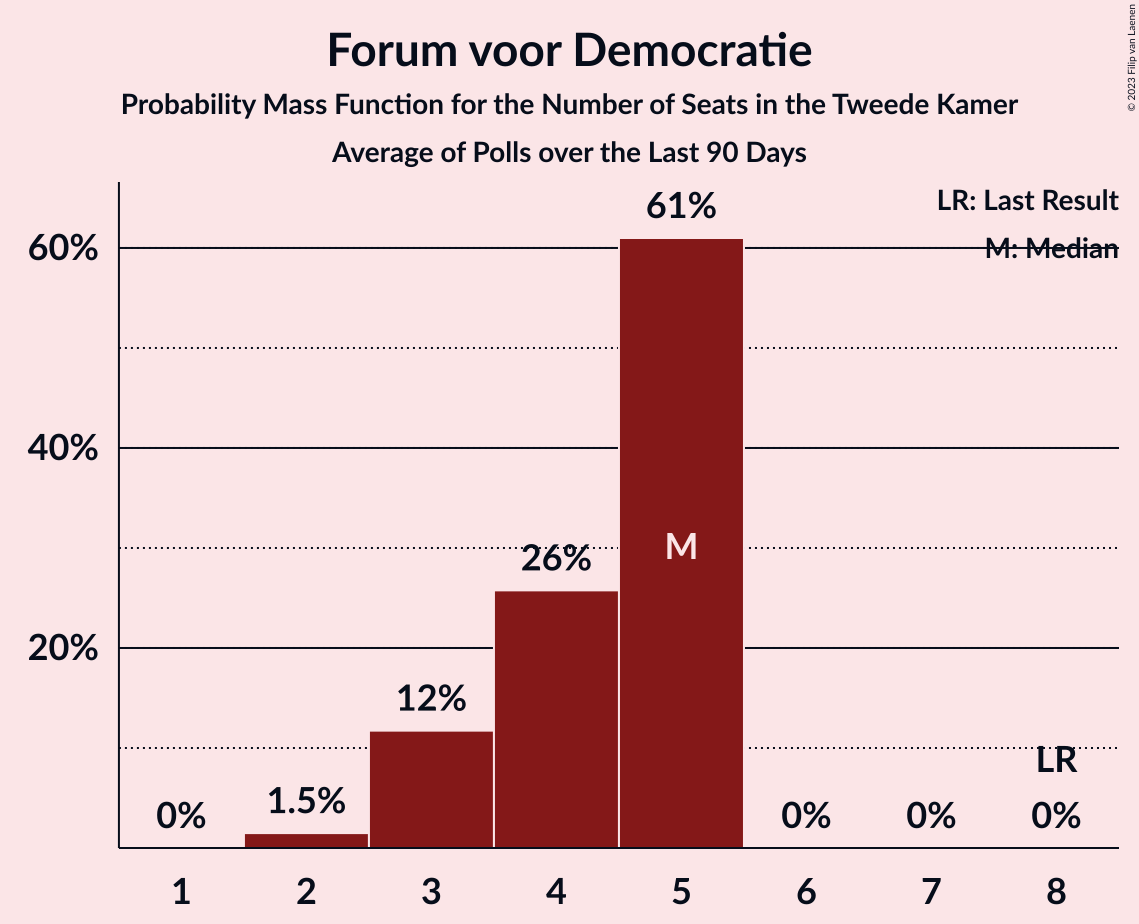 Forum voor Democratie
Probability Mass Function for the Number of Seats in the Tweede Kamer
Average of Polls over the Last 90 Days
© 2023 Filip van Laenen
LR: Last Result
M: Median
60%
40%
20%
0%
1.5%
12%
26%
61%
M
0%
0%
LR
0%
1
2
3
4
5
6
7
8